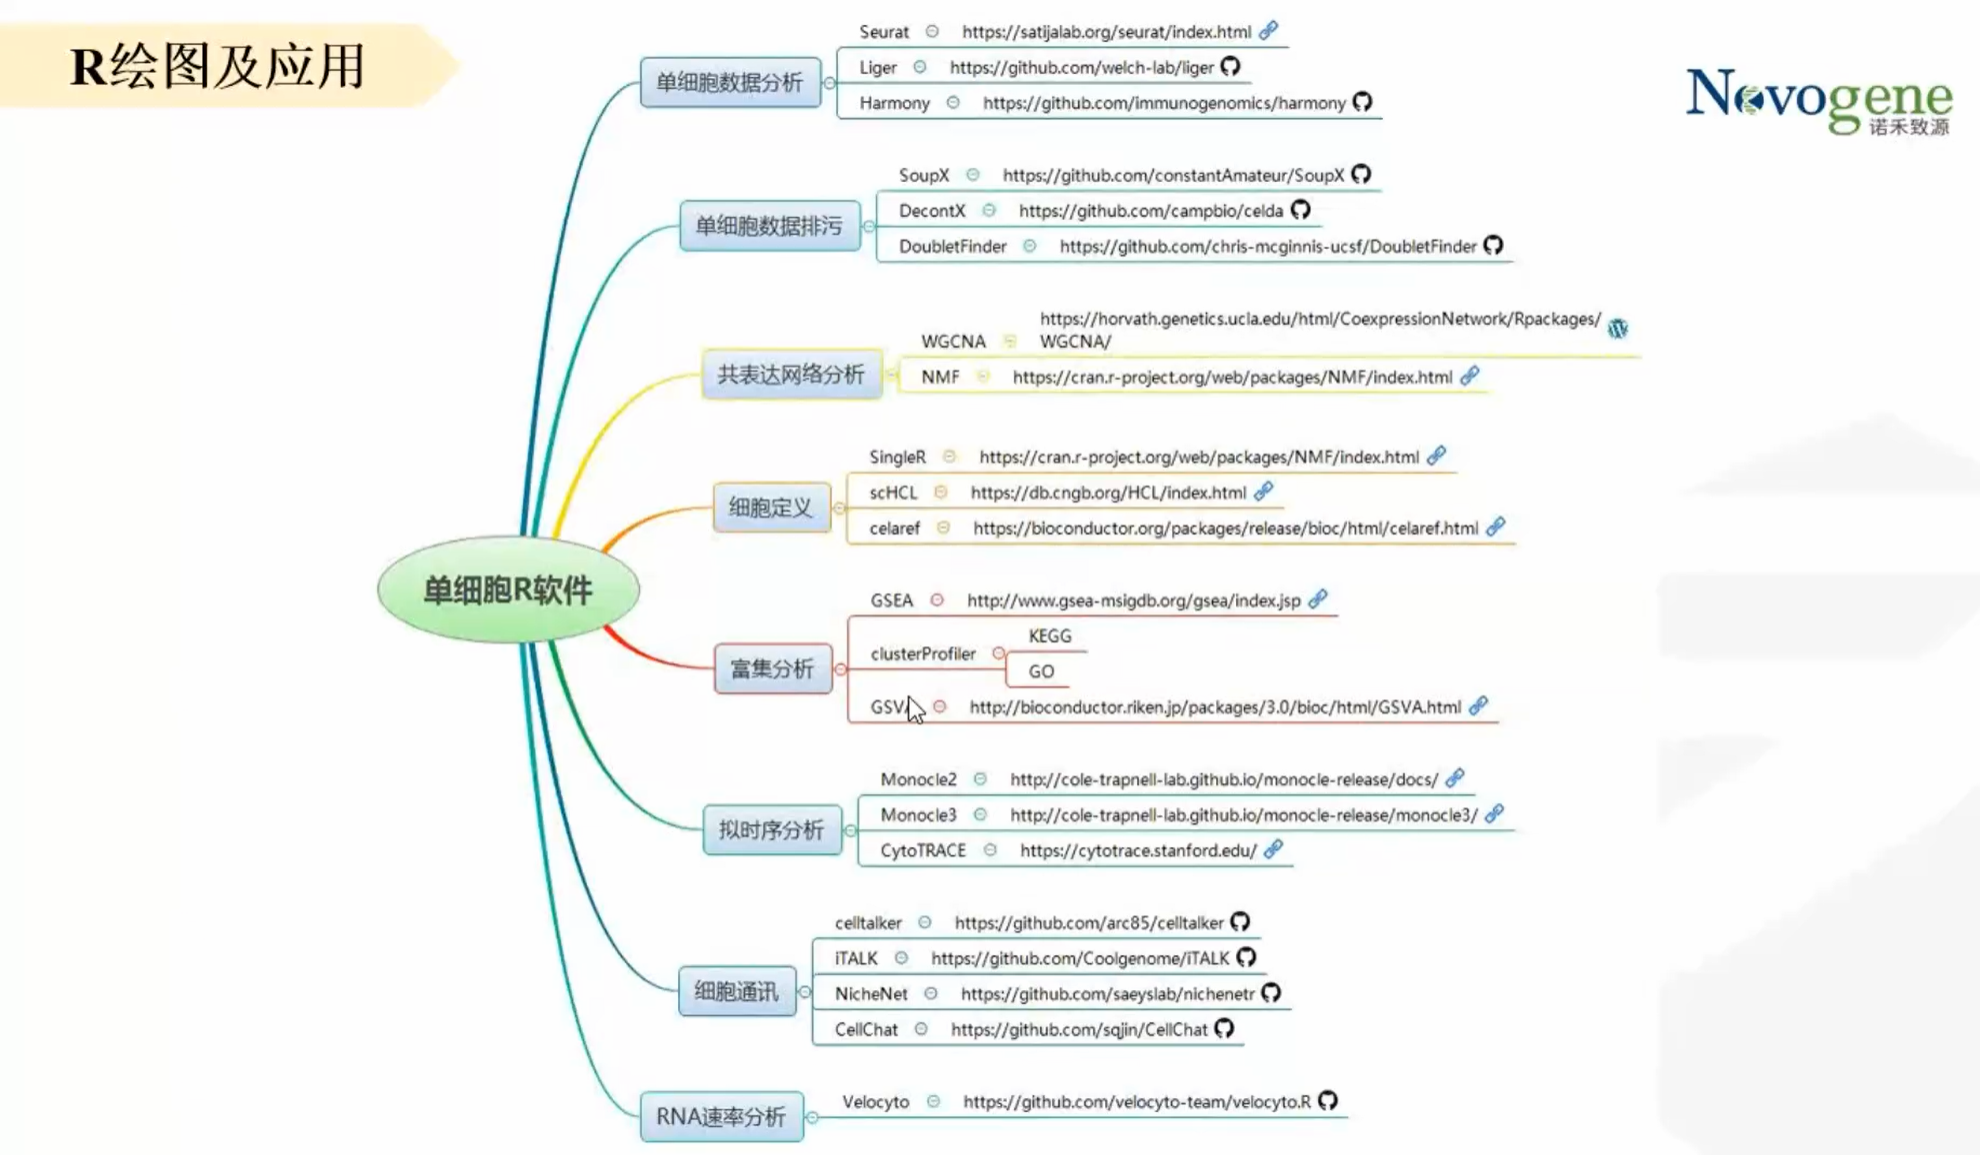 R绘图及应用
Novogene
诺禾致源
单细胞R软件
单细胞数据分析
Seurat https://satijalab.org/seurat/index.html
Liger https://github.com/welch-lab/liger
Harmony https://github.com/immunogenomics/harmony
单细胞数据排污
SoupX https://github.com/constantAmateur/SoupX
DecontX https://github.com/campbio/celda
DoubletFinder https://github.com/chris-mcginnis-ucsf/DoubletFinder
共表达网络分析
WGCNA https://horvath.genetics.ucla.edu/html/CoexpressionNetwork/Rpackages/
WGCNA/
NMF https://cran.r-project.org/web/packages/NMF/index.html
细胞定义
SingleR https://cran.r-project.org/web/packages/NMF/index.html
scHCL https://db.cngb.org/HCL/index.html
celaref https://bioconductor.org/packages/release/bioc/html/celaref.html
富集分析
GSEA http://www.gsea-msigdb.org/gsea/index.jsp
clusterProfiler
KEGG
GO
GSVA http://bioconductor.riken.jp/packages/3.0/bioc/html/GSVA.html
拟时序分析
Monocle2 http://cole-trapnell-lab.github.io/monocle-release/docs/
Monocle3 http://cole-trapnell-lab.github.io/monocle-release/monocle3/
CytoTRACE https://cytotrace.stanford.edu/
细胞通讯
celltalker https://github.com/arc85/celltalker
iTALK https://github.com/Coolgenome/iTALK
NicheNet https://github.com/saeyslab/nichenetr
CellChat https://github.com/sqjin/CellChat
RNA速率分析
Velocyto https://github.com/velocyto-team/velocyto.R